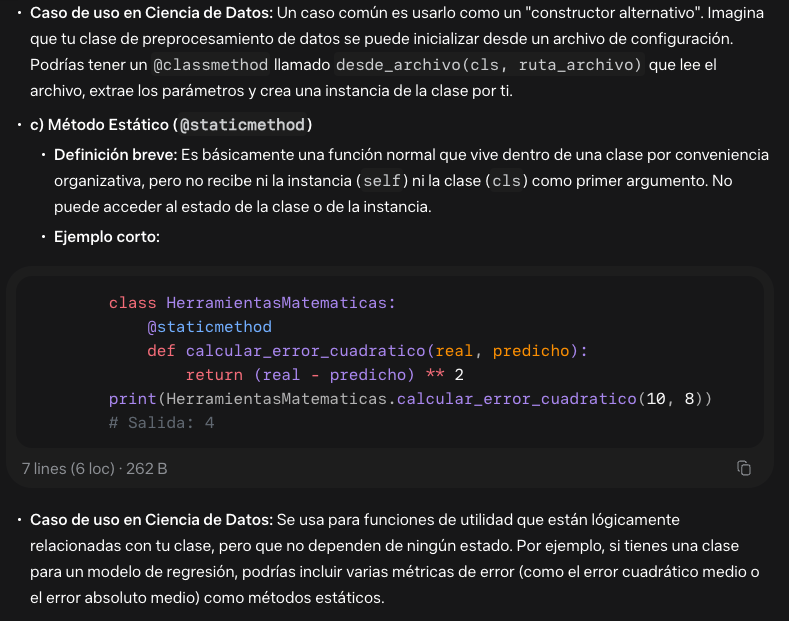 • Caso de uso en Ciencia de Datos: Un caso común es usarlo como un "constructor alternativo". Imagina
que tu clase de preprocesamiento de datos se puede inicializar desde un archivo de configuración.
Podrías tener un @classmethod llamado desde_archivo(cls, ruta_archivo) que lee el
archivo, extrae los parámetros y crea una instancia de la clase por ti.
• c) Método Estático (@staticmethod)
• Definición breve: Es básicamente una función normal que vive dentro de una clase por conveniencia
organizativa, pero no recibe ni la instancia (self) ni la clase (cls) como primer argumento. No
puede acceder al estado de la clase o de la instancia.
• Ejemplo corto:
class HerramientasMatematicas:
    @staticmethod
    def calcular_error_cuadratico(real, predicho):
        return (real - predicho) ** 2
print(HerramientasMatematicas.calcular_error_cuadratico(10, 8))
# Salida: 4
7 lines (6 loc) · 262 B
• Caso de uso en Ciencia de Datos: Se usa para funciones de utilidad que están lógicamente
relacionadas con tu clase, pero que no dependen de ningún estado. Por ejemplo, si tienes una clase
para un modelo de regresión, podrías incluir varias métricas de error (como el error cuadrático medio o
el error absoluto medio) como métodos estáticos.